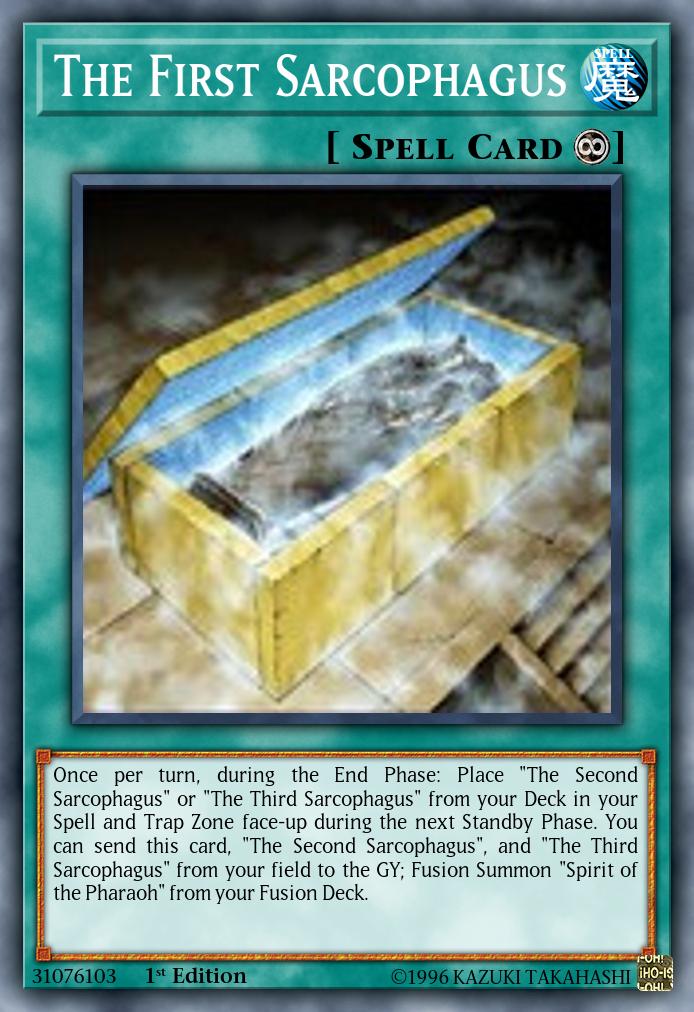 The First Sarcophagus
SPELL
魔
[ Spell Card ]
Once per turn, during the End Phase: Place "The Second
Sarcophagus" or "The Third Sarcophagus" from your Deck in your
Spell and Trap Zone face-up during the next Standby Phase. You
can send this card, "The Second Sarcophagus", and "The Third
Sarcophagus" from your field to the GY; Fusion Summon "Spirit of
the Pharaoh" from your Fusion Deck.
31076103 1st Edition ©1996 KAZUKI TAKAHASHI